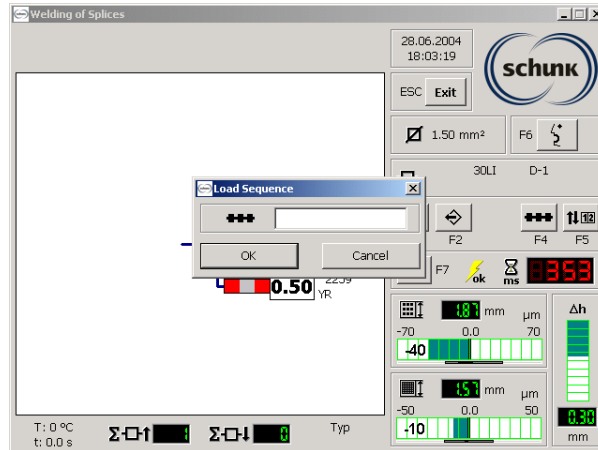 Welding of Splices
28.06.2004
18:03:19
schunk
ESC Exit
1.50 mm²
F6
30LI D-1
Load Sequence
F2
F4
F5
OK
Cancel
F7
ok
ms
353
0.50
YR
1.87 mm
µm
Δh
-70 0.0 70
-40
1.57 mm
µm
-50 0.0 50
-10
0.30
mm
T: 0 ºC
t: 0.0 s
Σ 1
Σ 0
Typ